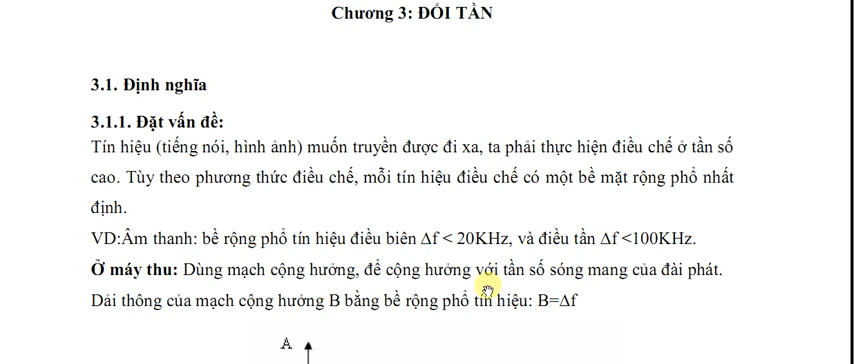 Chương 3: ĐỔI TẦN
3.1. Định nghĩa
3.1.1. Đặt vấn đề:
Tín hiệu (tiếng nói, hình ảnh) muốn truyền được đi xa, ta phải thực hiện điều chế ở tần số
cao. Tùy theo phương thức điều chế, mỗi tín hiệu điều chế có một bề mặt rộng phổ nhất
định.
VD:Âm thanh: bề rộng phổ tín hiệu điều biên Δf < 20KHz, và điều tần Δf <100KHz.
Ở máy thu: Dùng mạch cộng hưởng, để cộng hưởng với tần số sóng mang của đài phát.
Dải thông của mạch cộng hưởng B bằng bề rộng phổ tín hiệu: B=Δf
A